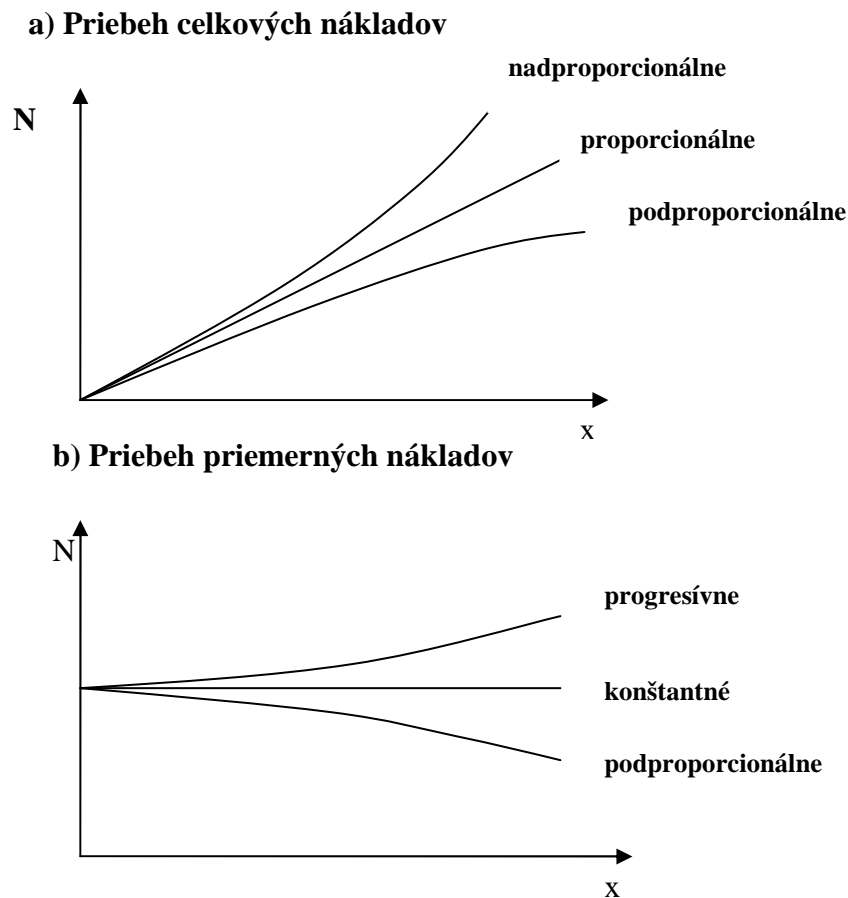 a) Priebeh celkových nákladov
nadproporcionálne
N
proporcionálne
podproporcionálne
x
b) Priebeh priemerných nákladov
N
progresívne
konštantné
podproporcionálne
x